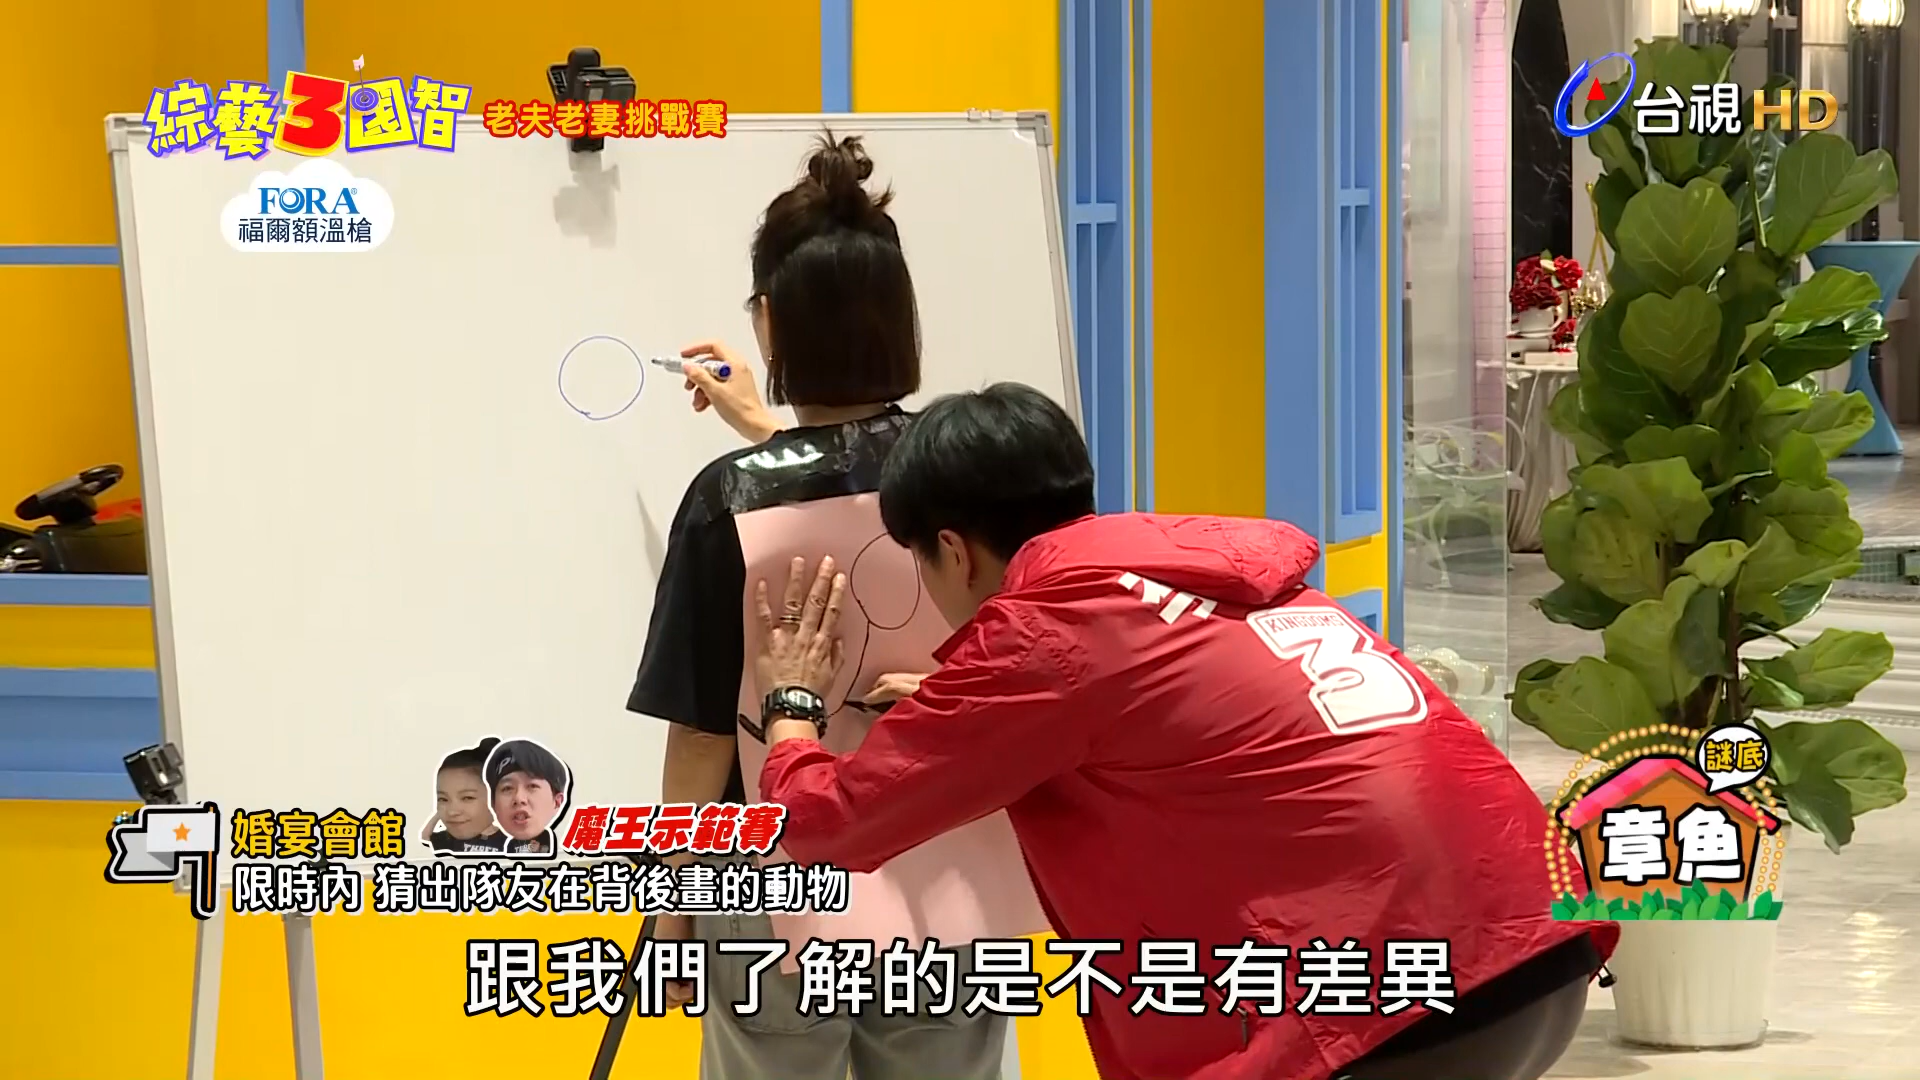 綜藝3國智 老夫老妻挑戰賽
台視 HD
FORA®
福爾額溫槍
KINGDOMS
3
謎底
章魚
婚宴會館 魔王示範賽
限時內 猜出隊友在背後畫的動物
跟我們了解的是不是有差異